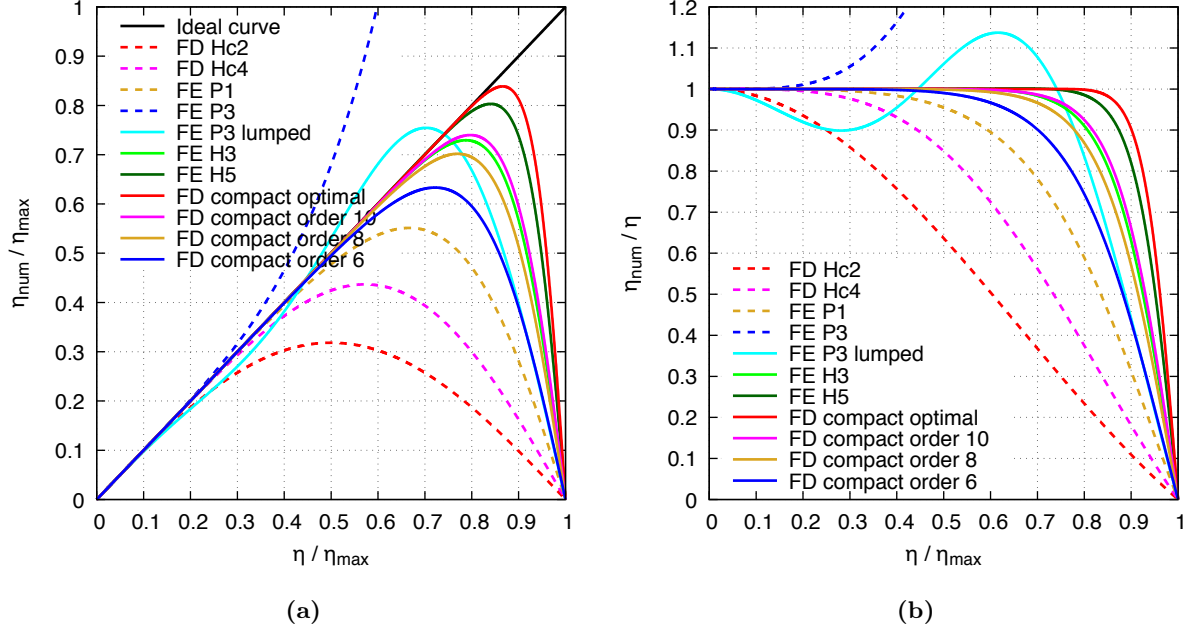 1
0.9
0.8
0.7
0.6
0.5
0.4
0.3
0.2
0.1
0
η_num / η_max
Ideal curve
FD Hc2
FD Hc4
FE P1
FE P3
FE P3 lumped
FE H3
FE H5
FD compact optimal
FD compact order 10
FD compact order 8
FD compact order 6
0 0.1 0.2 0.3 0.4 0.5 0.6 0.7 0.8 0.9 1
η / η_max
(a)
1.2
1.1
1
0.9
0.8
0.7
0.6
0.5
0.4
0.3
0.2
0.1
0
η_num / η
FD Hc2
FD Hc4
FE P1
FE P3
FE P3 lumped
FE H3
FE H5
FD compact optimal
FD compact order 10
FD compact order 8
FD compact order 6
0 0.1 0.2 0.3 0.4 0.5 0.6 0.7 0.8 0.9 1
η / η_max
(b)